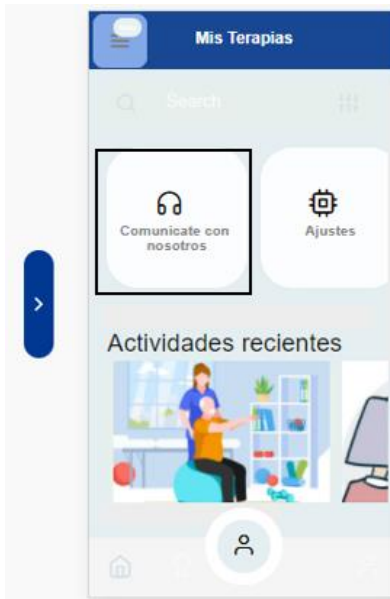 Mis Terapias
Search
Comunicate con
nosotros
Ajustes
Actividades recientes